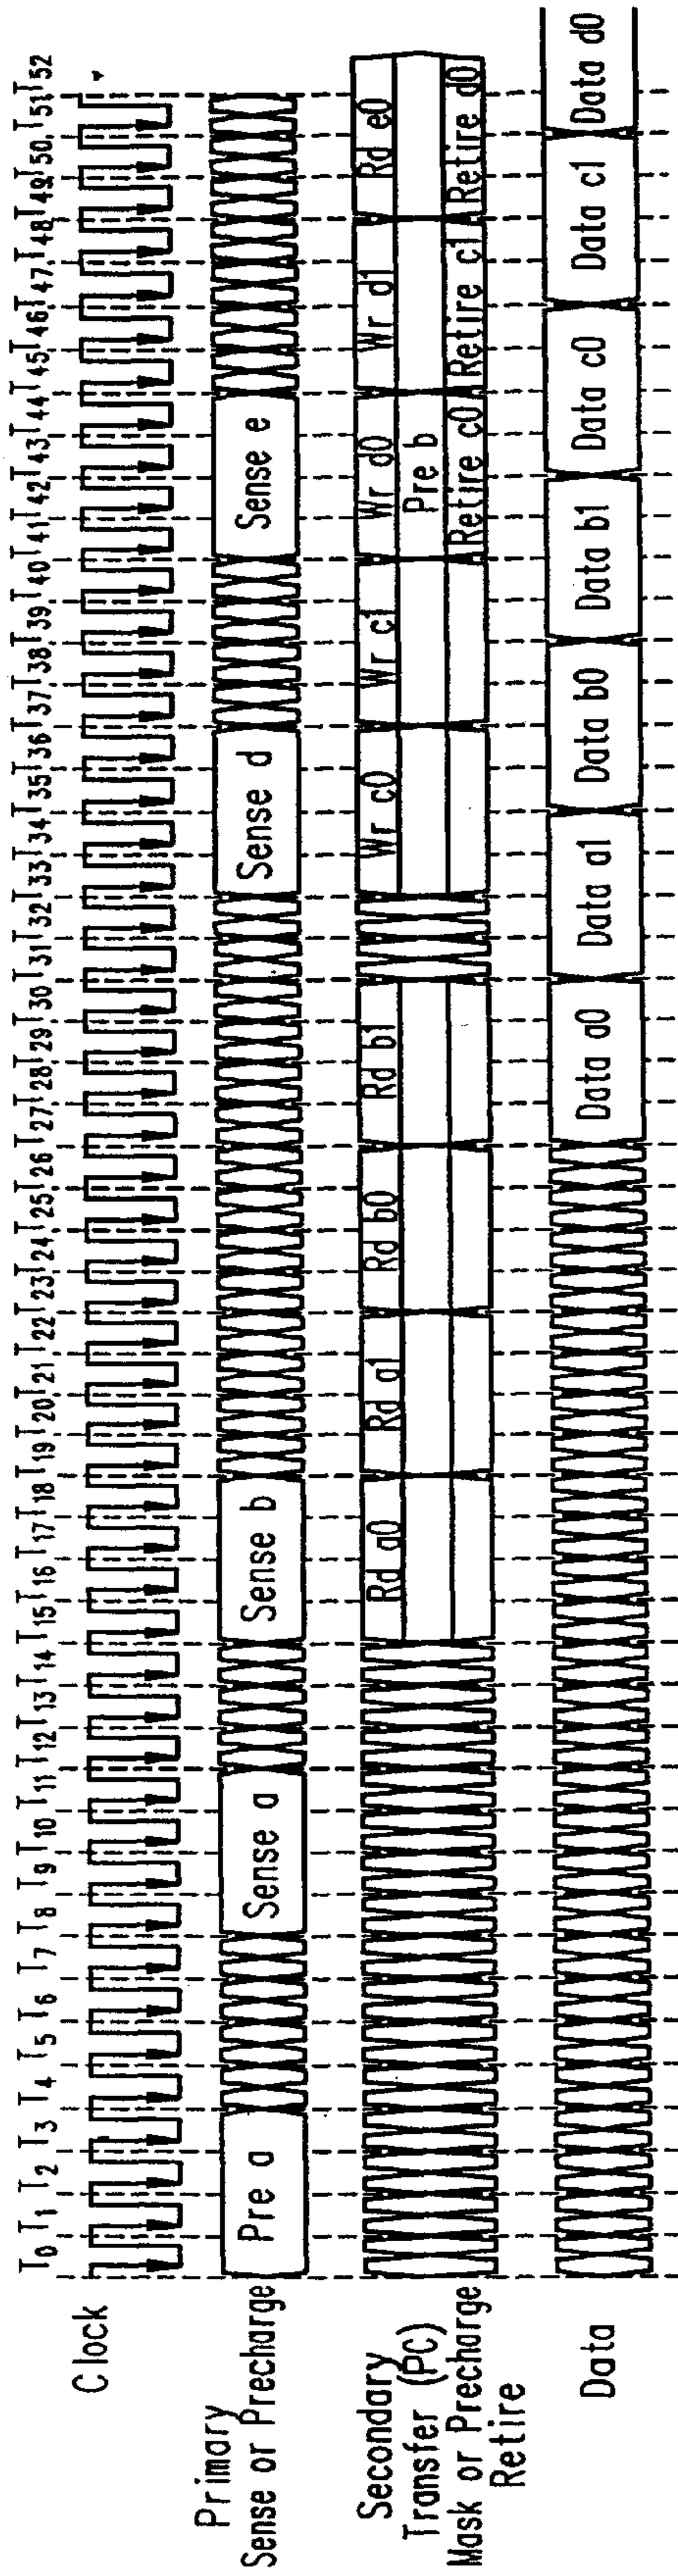 T0 T1 T2 T3 T4 T5 T6 T7 T8 T9 T10 T11 T12 T13 T14 T15 T16 T17 T18 T19 T20 T21 T22 T23 T24 T25 T26 T27 T28 T29 T30 T31 T32 T33 T34 T35 T36 T37 T38 T39 T40 T41 T42 T43 T44 T45 T46 T47 T48 T49 T50 T51 T52
Clock
Primary
Sense or Precharge
Pre a Sense a Sense b Sense d Sense e
Secondary
Transfer (PC)
Mask or Precharge
Retire
Rd a0 Rd a1 Rd b0 Rd b1 Wr c0 Wr c1 Wr d0 Wr d1 Rd e0
Pre b
Retire c0 Retire c1 Retire d0
Data
Data a0 Data a1 Data b0 Data b1 Data c0 Data c1 Data d0